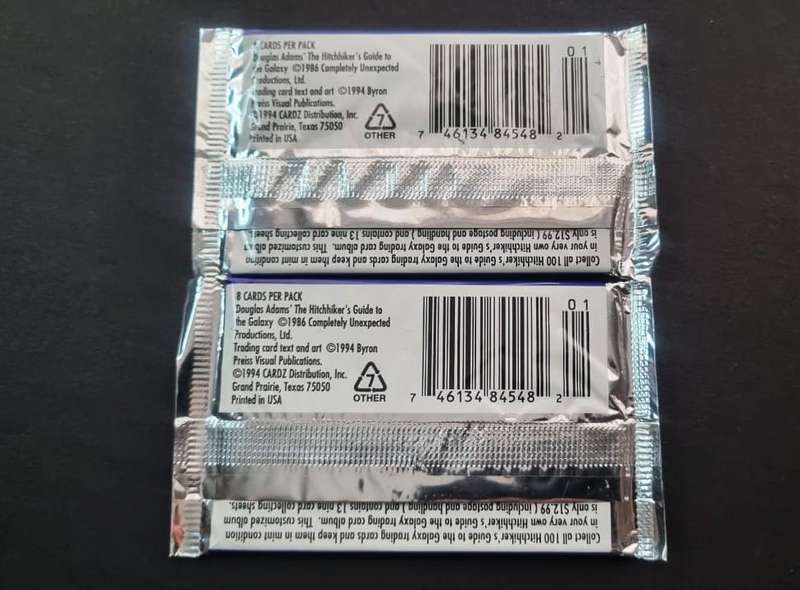 8 CARDS PER PACK
Douglas Adams' The Hitchhiker's Guide to
the Galaxy ©1986 Completely Unexpected
Productions, Ltd.
Trading card text and art ©1994 Byron
Preiss Visual Publications.
©1994 CARDZ Distribution, Inc.
Grand Prairie, Texas 75050
Printed in USA
7
OTHER
01
7 46134 84548 2
Collect all 100 Hitchhiker's Guide to the Galaxy trading cards and keep them in mint condition
in your very own Hitchhiker's Guide to the Galaxy trading card album. This customized album
is only $12.99 ( including postage and handling ) and contains 13 nine card collecting sheets
8 CARDS PER PACK
Douglas Adams' The Hitchhiker's Guide to
the Galaxy ©1986 Completely Unexpected
Productions, Ltd.
Trading card text and art ©1994 Byron
Preiss Visual Publications.
©1994 CARDZ Distribution, Inc.
Grand Prairie, Texas 75050
Printed in USA
7
OTHER
01
7 46134 84548 2
Collect all 100 Hitchhiker's Guide to the Galaxy trading cards and keep them in mint condition
in your very own Hitchhiker's Guide to the Galaxy trading card album. This customized album
is only $12.99 ( including postage and handling ) and contains 13 nine card collecting sheets.